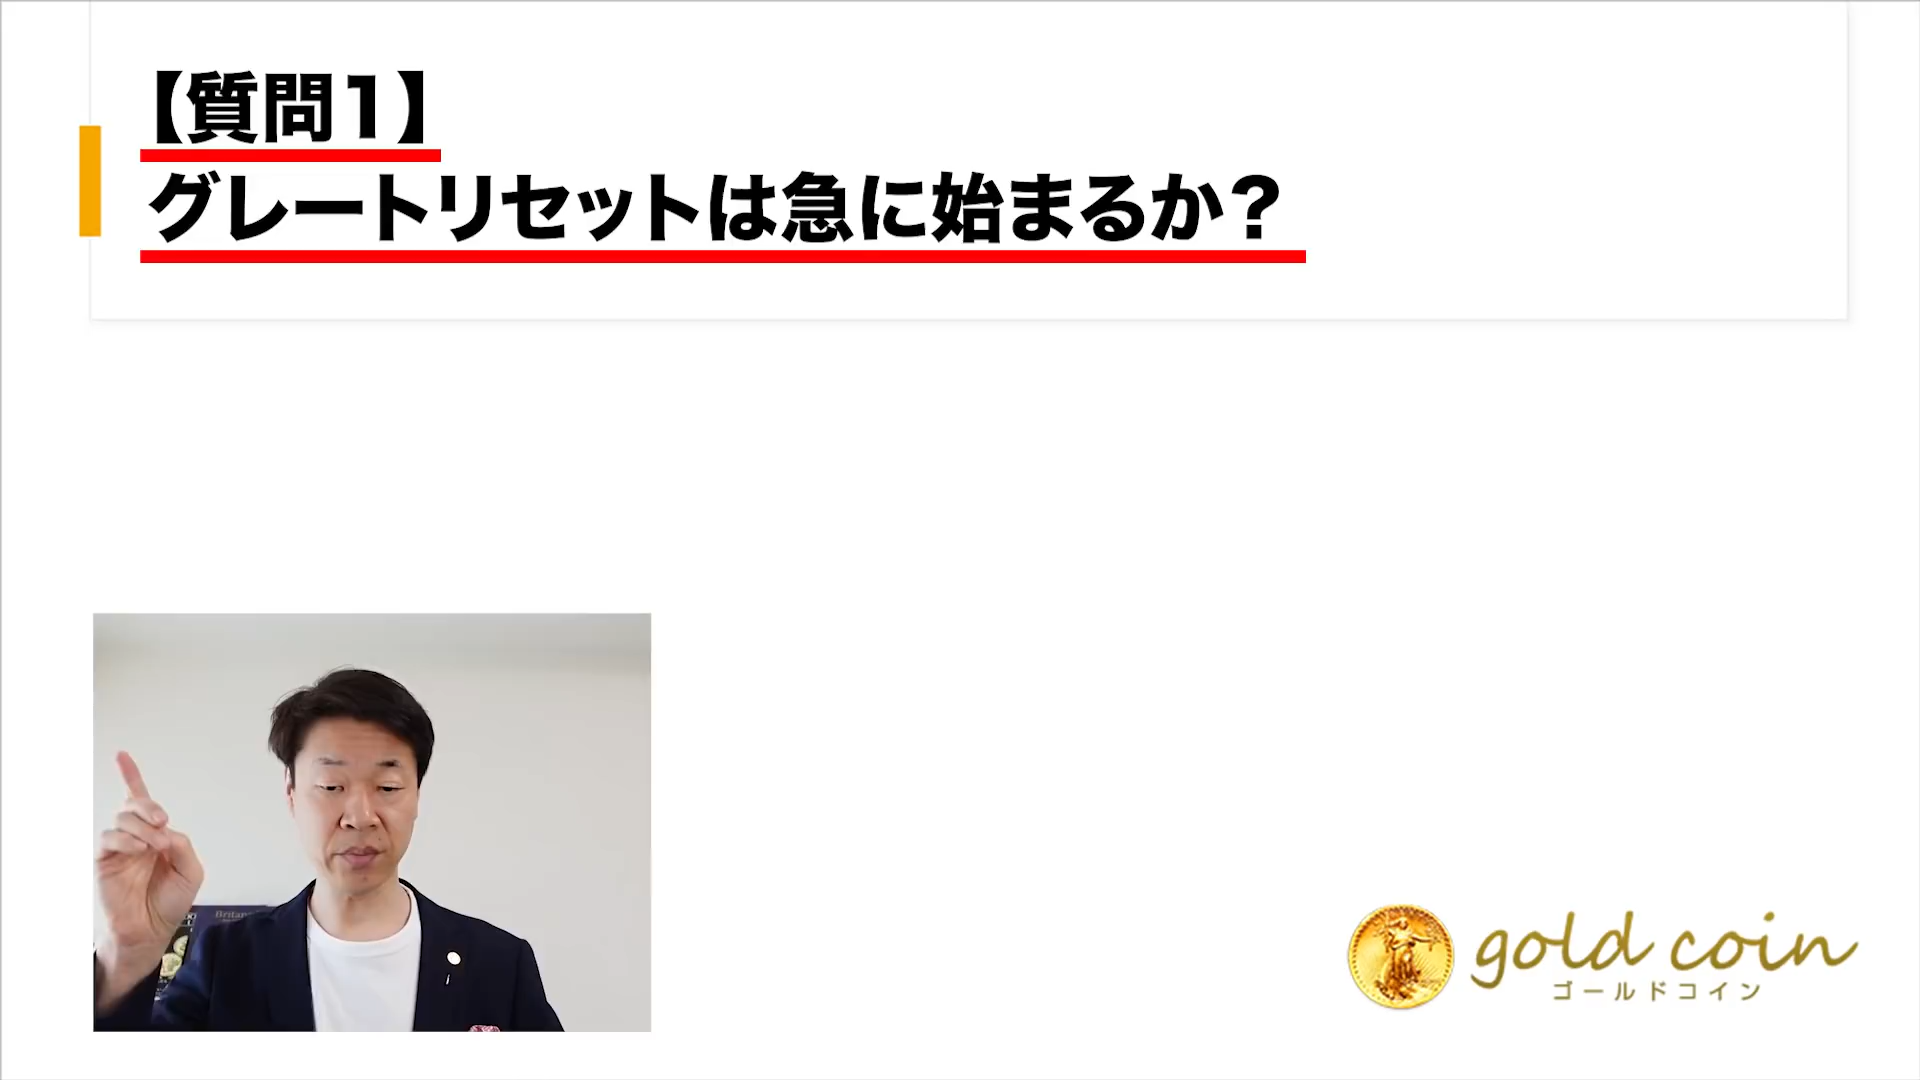 【質問1】
グレートリセットは急に始まるか？
Britan
gold coin
ゴールドコイン